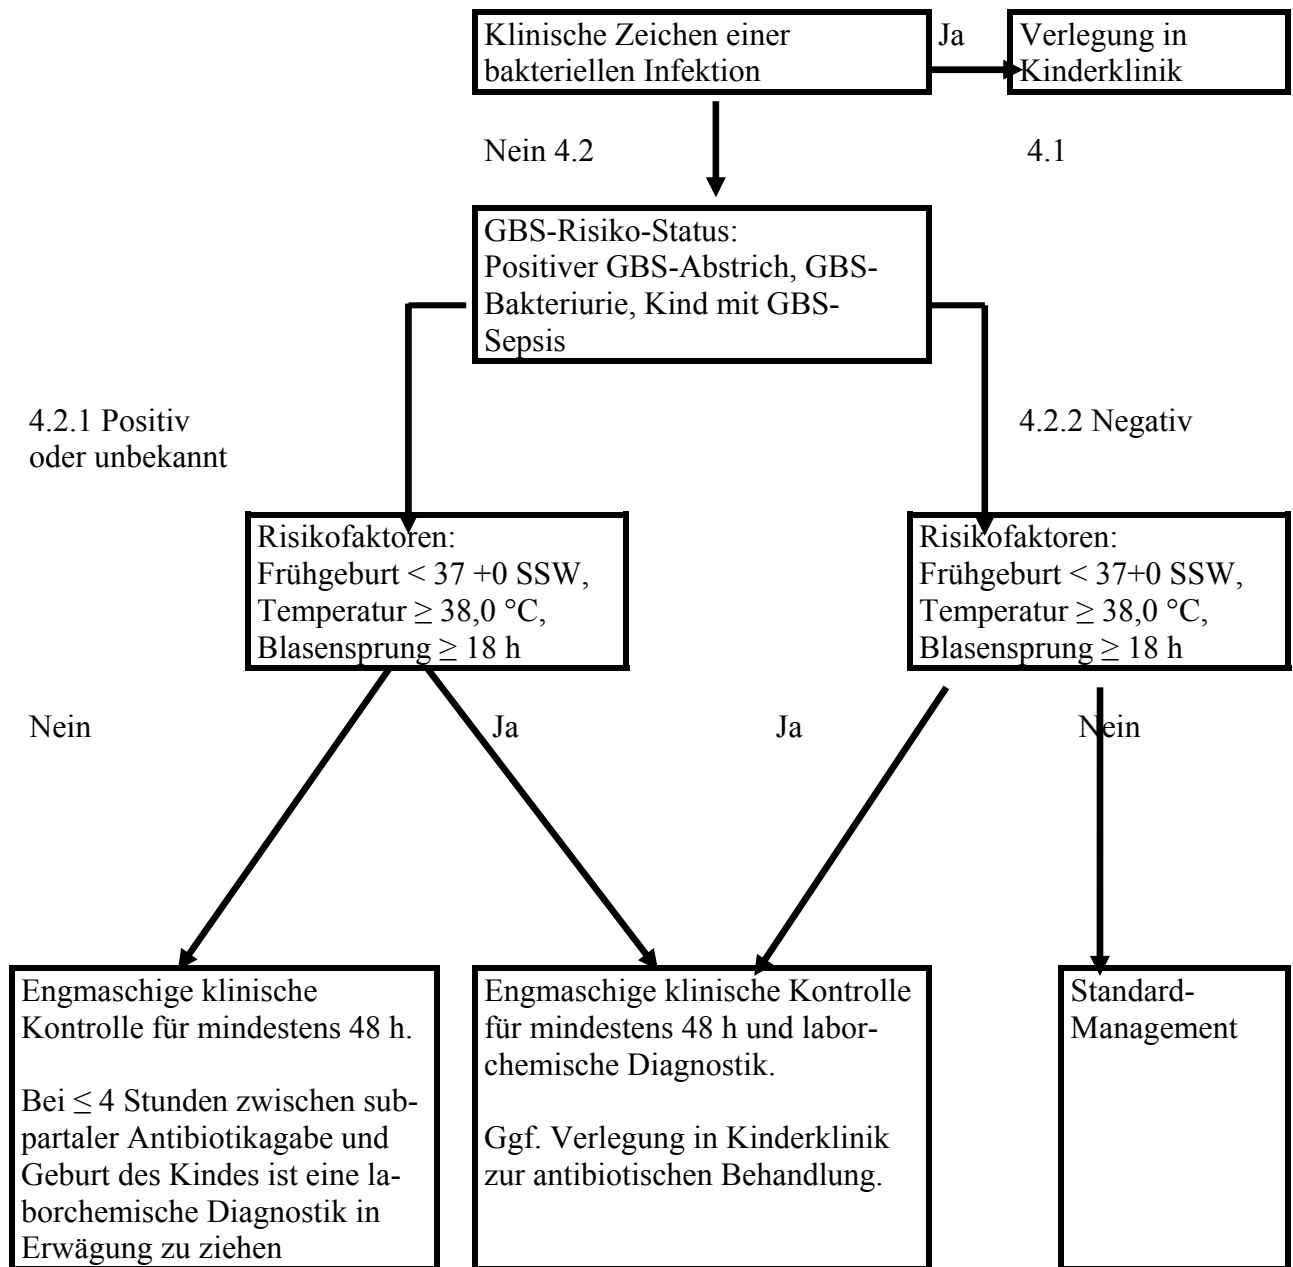 Klinische Zeichen einer
bakteriellen Infektion
Ja
Verlegung in
Kinderklinik
Nein 4.2
4.1
GBS-Risiko-Status:
Positiver GBS-Abstrich, GBS-
Bakteriurie, Kind mit GBS-
Sepsis
4.2.1 Positiv
oder unbekannt
4.2.2 Negativ
Risikofaktoren:
Frühgeburt < 37 +0 SSW,
Temperatur ≥ 38,0 °C,
Blasensprung ≥ 18 h
Risikofaktoren:
Frühgeburt < 37+0 SSW,
Temperatur ≥ 38,0 °C,
Blasensprung ≥ 18 h
Nein
Ja
Ja
Nein
Engmaschige klinische
Kontrolle für mindestens 48 h.
Bei ≤ 4 Stunden zwischen sub-
partaler Antibiotikagabe und
Geburt des Kindes ist eine la-
borchemische Diagnostik in
Erwägung zu ziehen
Engmaschige klinische Kontrolle
für mindestens 48 h und labor-
chemische Diagnostik.
Ggf. Verlegung in Kinderklinik
zur antibiotischen Behandlung.
Standard-
Management